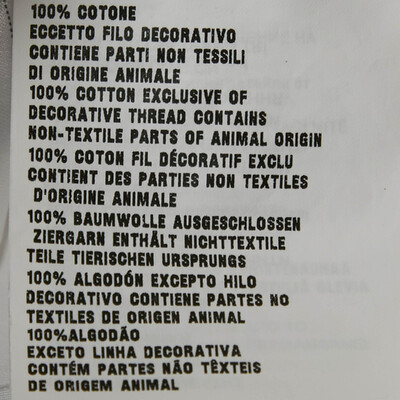 100% COTONE
ECCETTO FILO DECORATIVO
CONTIENE PARTI NON TESSILI
DI ORIGINE ANIMALE
100% COTTON EXCLUSIVE OF
DECORATIVE THREAD CONTAINS
NON-TEXTILE PARTS OF ANIMAL ORIGIN
100% COTON FIL DÉCORATIF EXCLU
CONTIENT DES PARTIES NON TEXTILES
D'ORIGINE ANIMALE
100% BAUMWOLLE AUSGESCHLOSSEN
ZIERGARN ENTHÄLT NICHTTEXTILE
TEILE TIERISCHEN URSPRUNGS
100% ALGODÓN EXCEPTO HILO
DECORATIVO CONTIENE PARTES NO
TEXTILES DE ORIGEN ANIMAL
100%ALGODÃO
EXCETO LINHA DECORATIVA
CONTÉM PARTES NÃO TÊXTEIS
DE ORIGEM ANIMAL